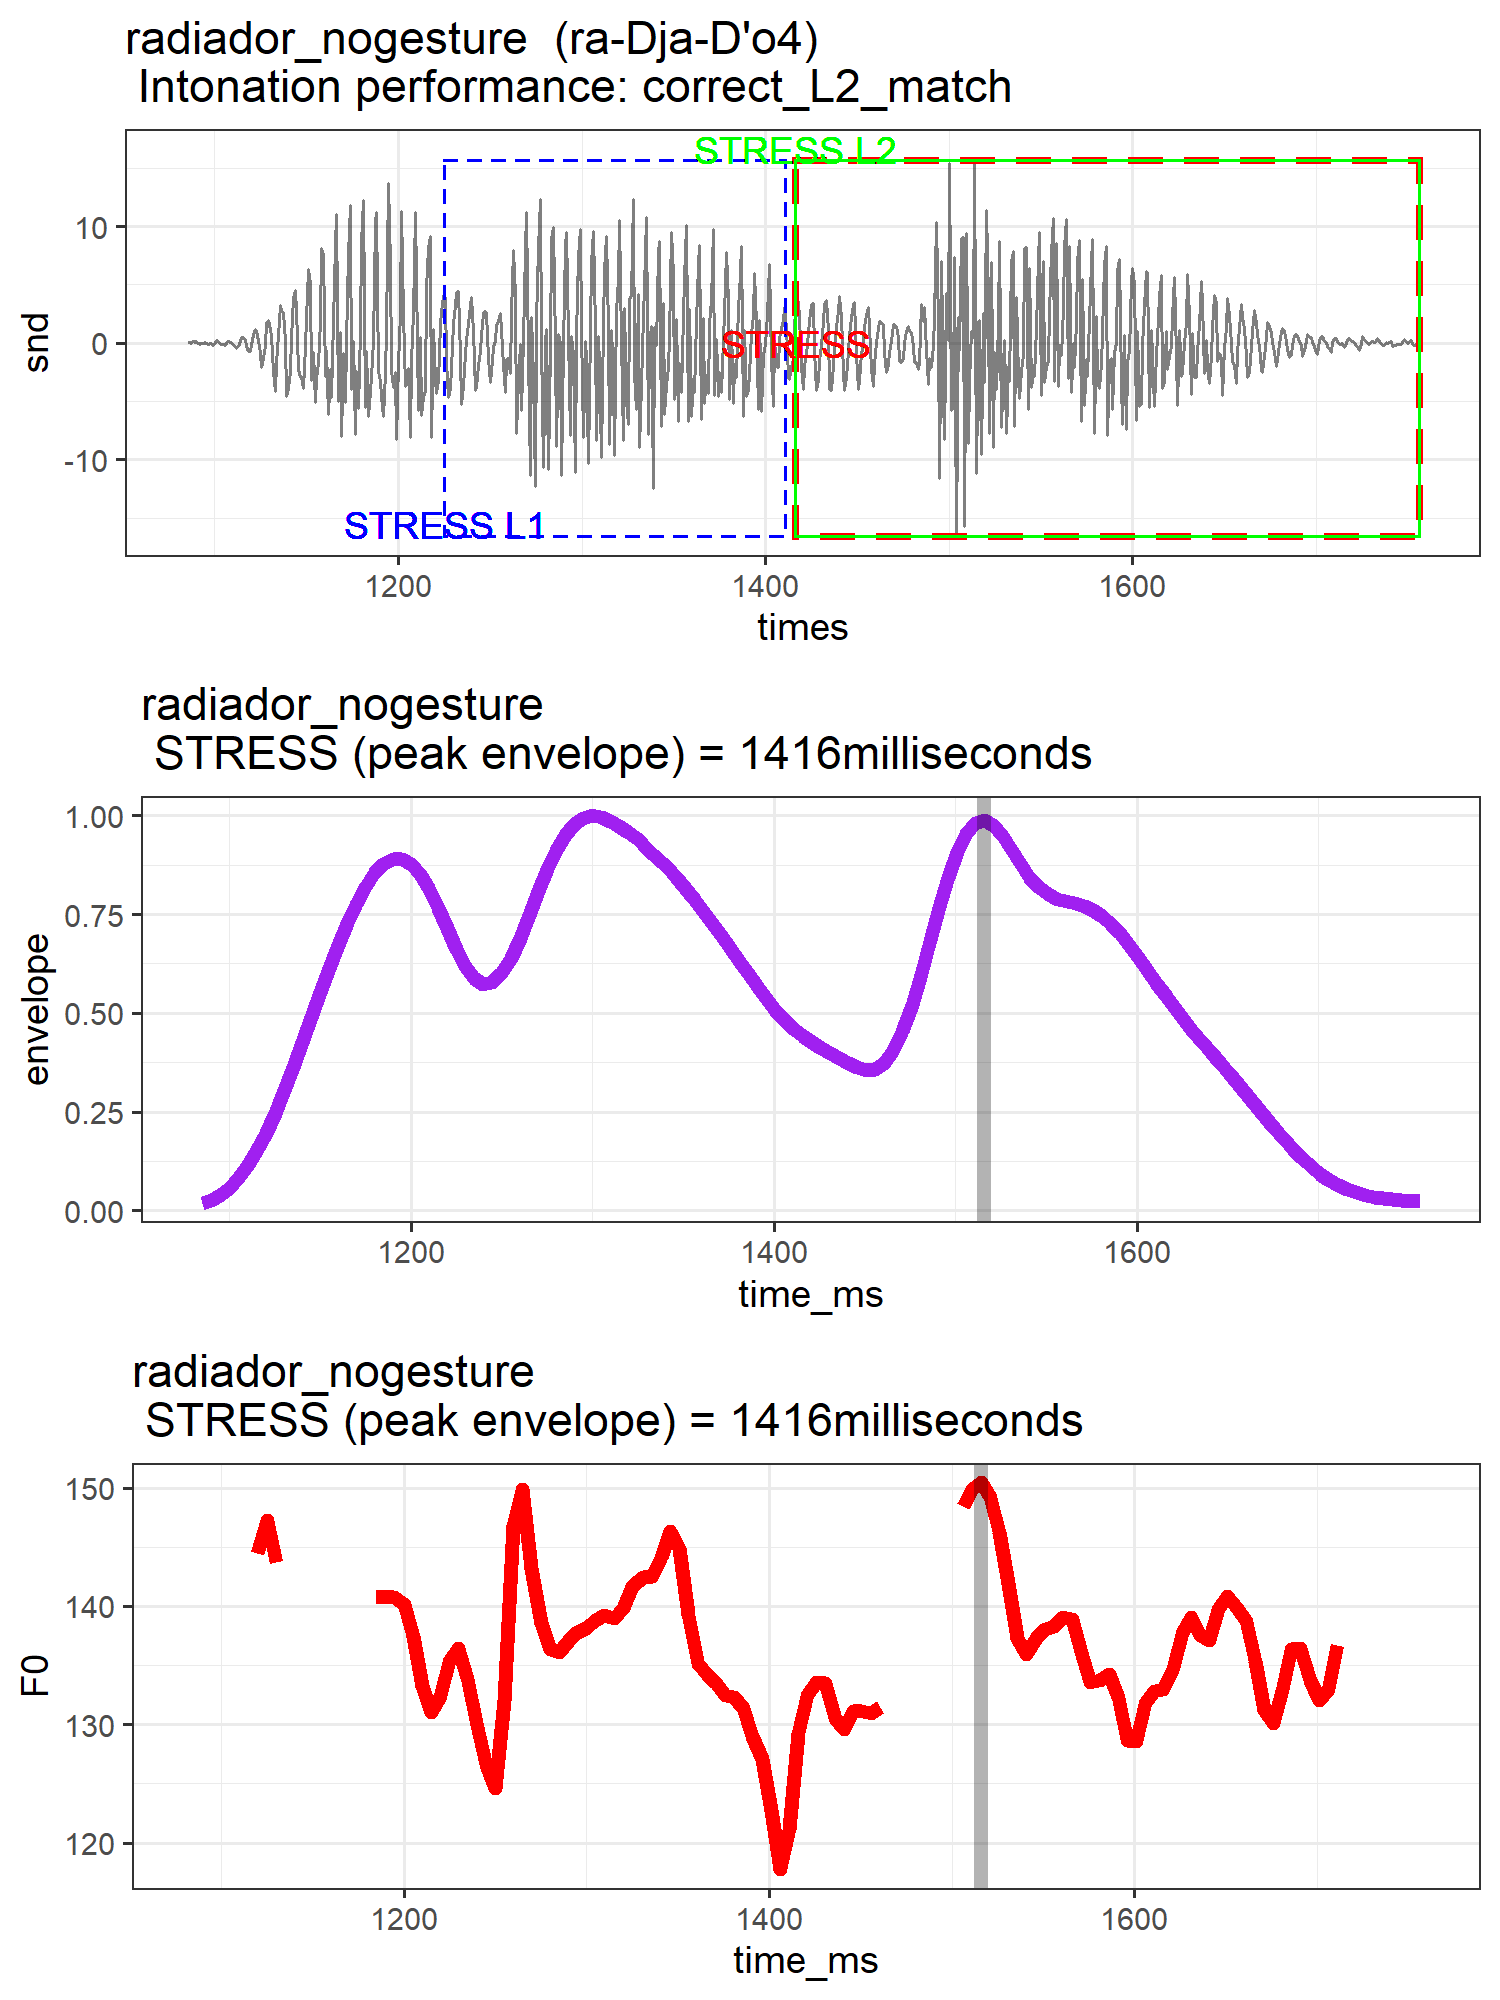 radiador_nogesture  (ra-Dja-D'o4)
Intonation performance: correct_L2_match
STRESS L2
10
snd
0
STRESS
-10
STRESS L1
1200 1400 1600
times
radiador_nogesture
STRESS (peak envelope) = 1416milliseconds
1.00
0.75
envelope
0.50
0.25
0.00
1200 1400 1600
time_ms
radiador_nogesture
STRESS (peak envelope) = 1416milliseconds
150
140
F0
130
120
1200 1400 1600
time_ms